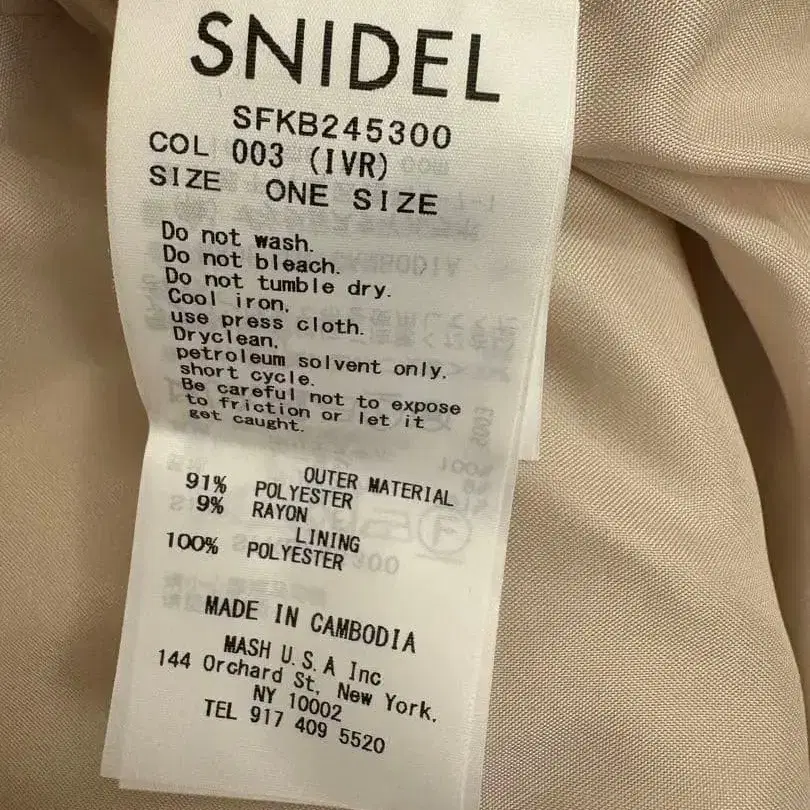 SNIDEL
SFKB245300
COL 003 (IVR)
SIZE ONE SIZE
Do not wash.
Do not bleach.
Do not tumble dry.
Cool iron,
use press cloth.
Dryclean,
petroleum solvent only.
short cycle.
Be careful not to expose
to friction or let it
get caught.
OUTER MATERIAL
91% POLYESTER
9% RAYON
LINING
100% POLYESTER
MADE IN CAMBODIA
MASH U.S.A Inc
144 Orchard St, New York,
NY 10002
TEL 917 409 5520